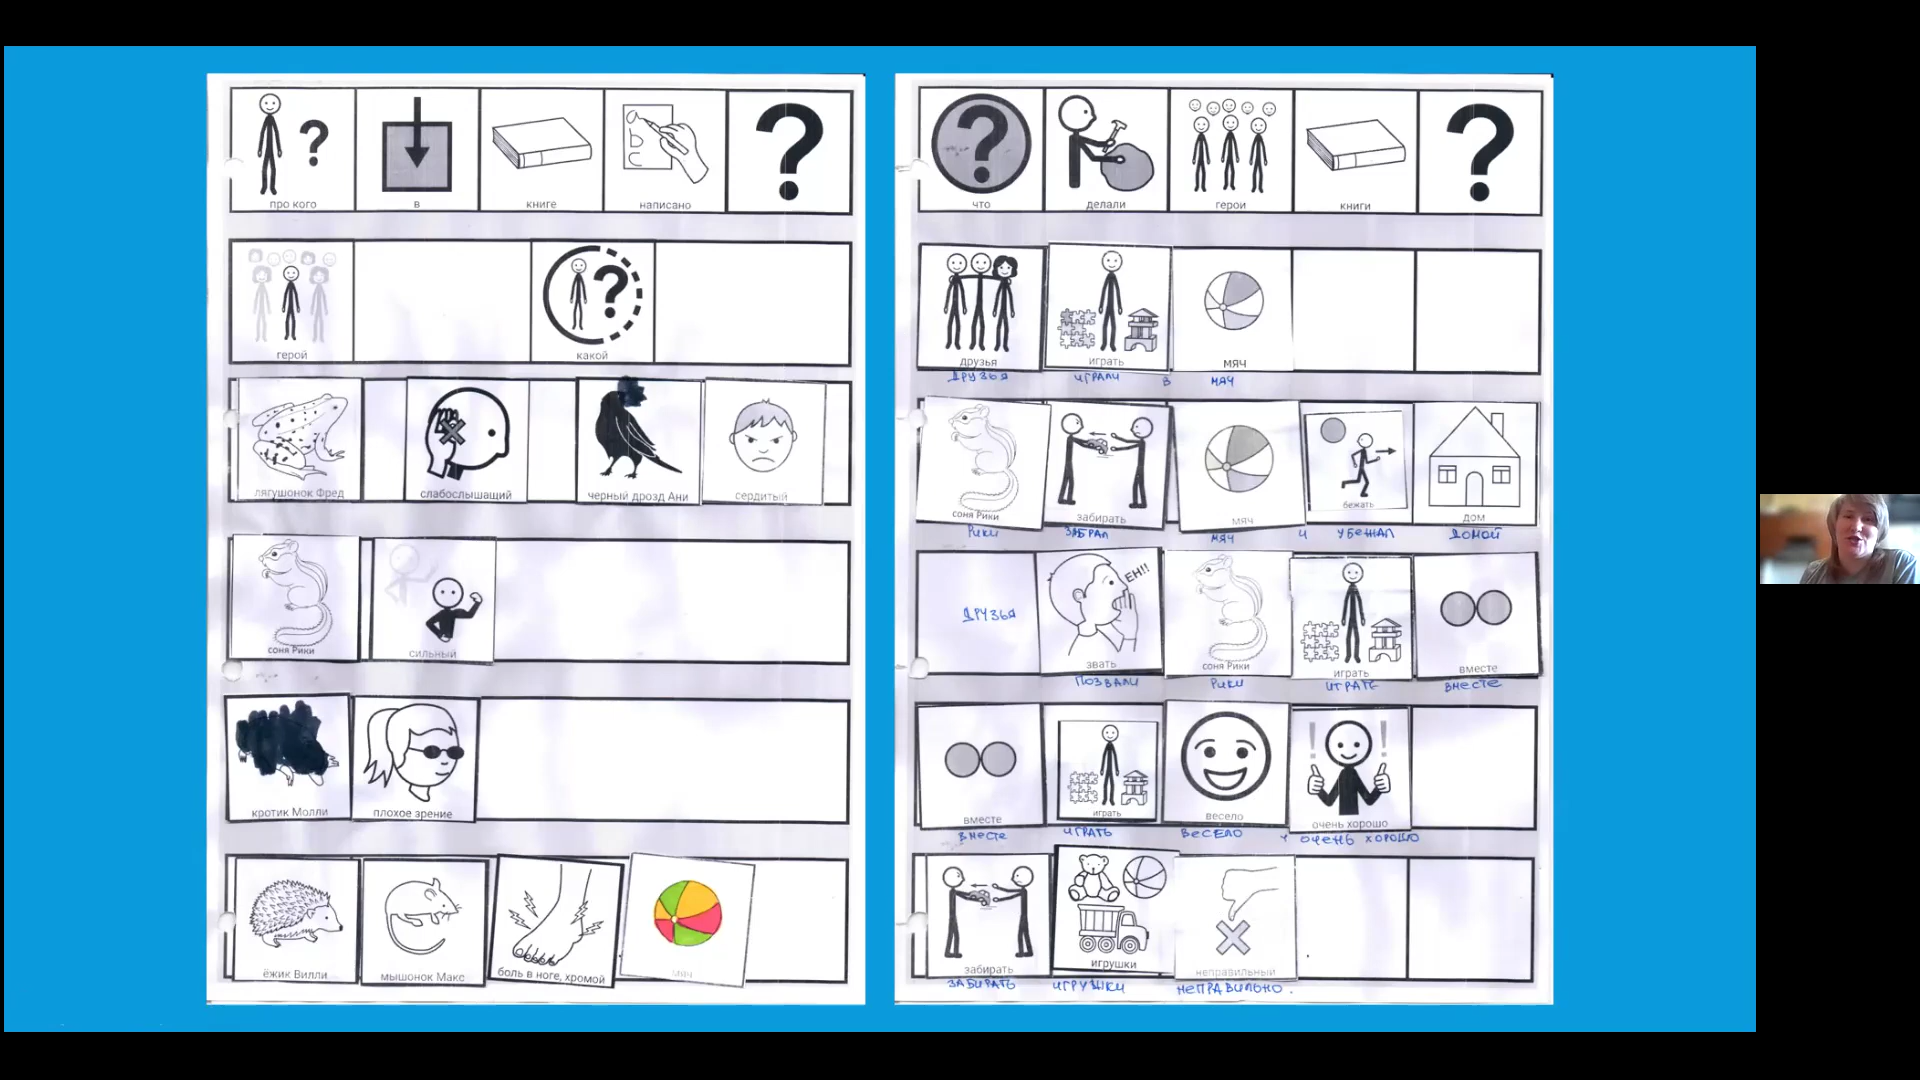 про кого в книге написано ?
герой какой
лягушонок Фред слабослышащий черный дрозд Ани сердитый
соня Рики сильный
кротик Молли плохое зрение
ёжик Вилли мышонок Макс боль в ноге, хромой мяч
что делали герои книги ?
друзья играть мяч
ДРУЗЬЯ ИГРАЛИ В МЯЧ
соня Рики забирать мяч бежать дом
РИКИ ЗАБРАЛ МЯЧ И УБЕЖАЛ ДОМОЙ
ЕН!!
ДРУЗЬЯ звать соня Рики играть вместе
ПОЗВАЛИ РИКИ ИГРАТЬ ВМЕСТЕ
вместе играть весело очень хорошо
ВМЕСТЕ ИГРАТЬ ВЕСЕЛО И ОЧЕНЬ ХОРОШО
забирать игрушки неправильный
ЗАБИРАТЬ ИГРУШКИ НЕПРАВИЛЬНО.